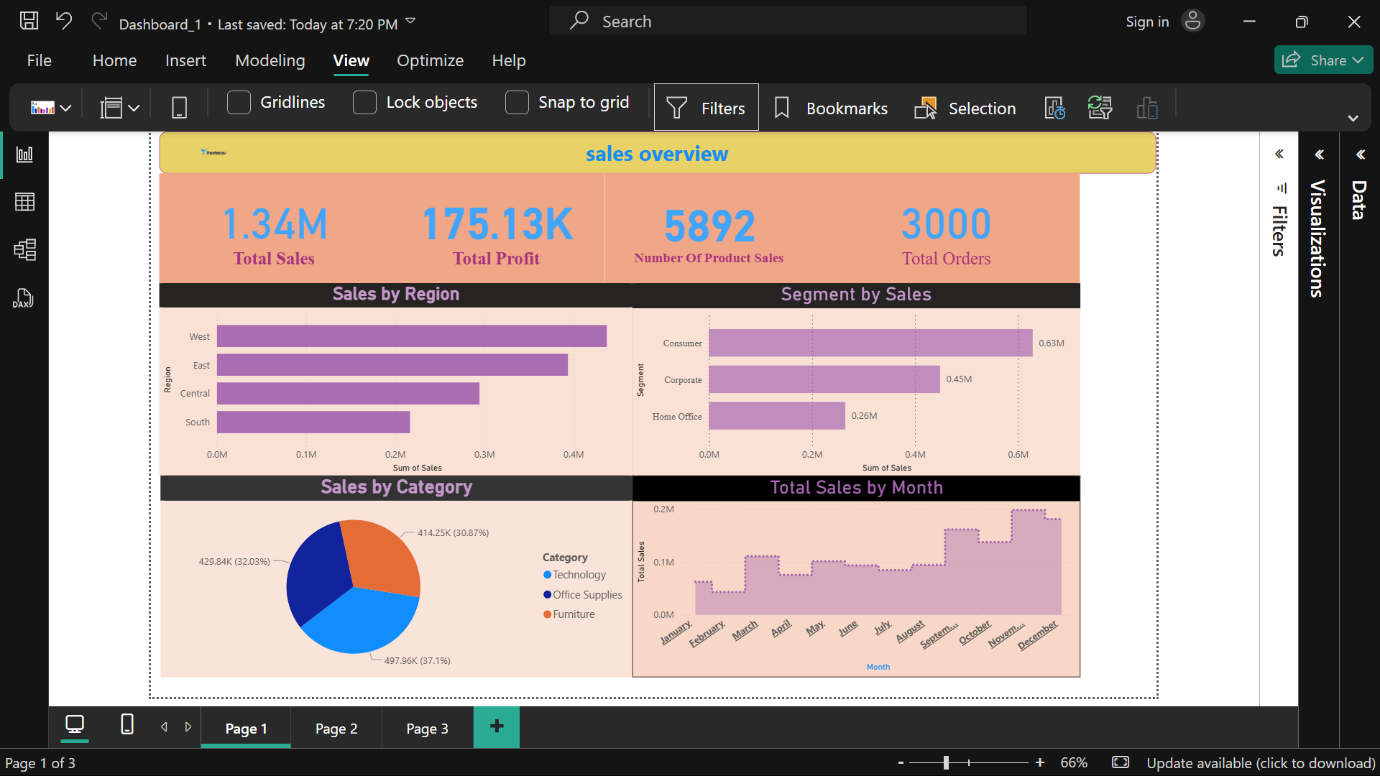 Dashboard_1 • Last saved: Today at 7:20 PM
Search
Sign in
File Home Insert Modeling View Optimize Help
Share
Gridlines Lock objects Snap to grid Filters Bookmarks Selection
sales overview
1.34M 175.13K 5892 3000
Total Sales Total Profit Number Of Product Sales Total Orders
Sales by Region
West
East
Central
South
Region
0.0M 0.1M 0.2M 0.3M 0.4M
Sum of Sales
Segment by Sales
Consumer 0.63M
Corporate 0.45M
Home Office 0.26M
Segment
0.0M 0.2M 0.4M 0.6M
Sum of Sales
Sales by Category
414.25K (30.87%)
429.84K (32.03%)
497.96K (37.1%)
Category
Technology
Office Supplies
Furniture
Total Sales by Month
0.2M
0.1M
0.0M
Total Sales
January February March April May June July August Septem... October Novem... December
Month
Filters
Visualizations
Data
DAX
Page 1 Page 2 Page 3 +
Page 1 of 3
- + 66% Update available (click to download)